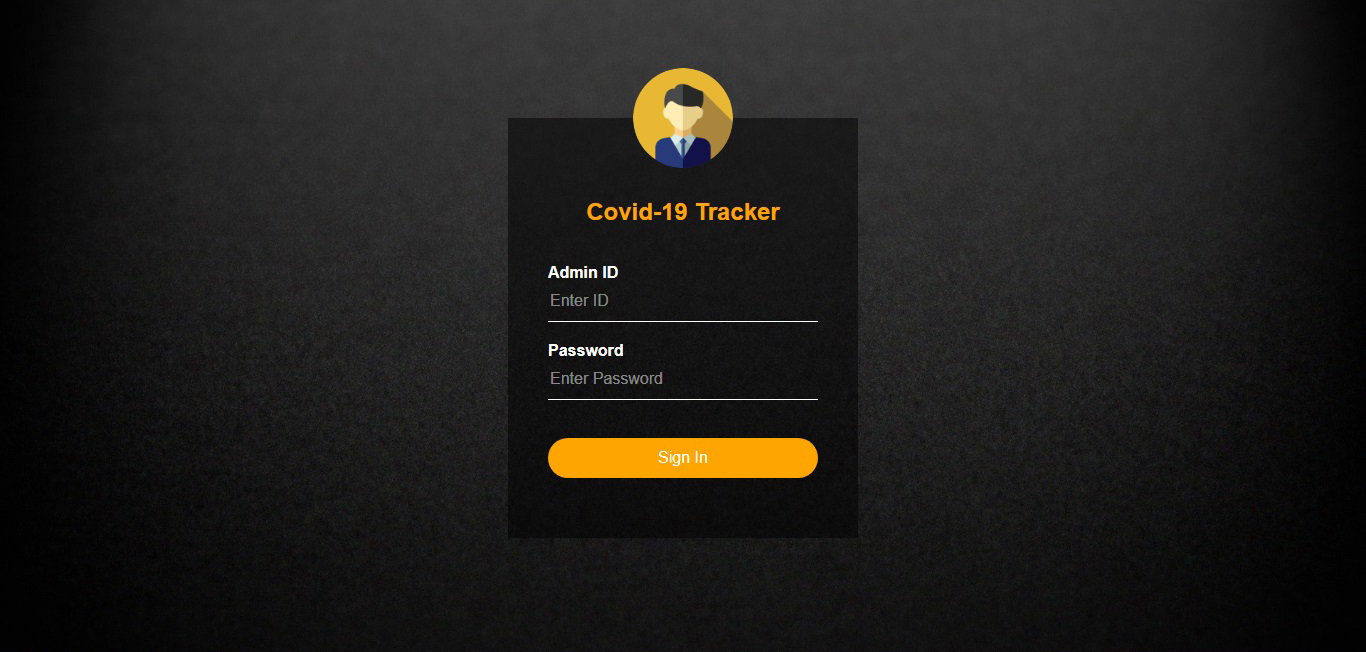 Covid-19 Tracker
Admin ID
Enter ID
Password
Enter Password
Sign In